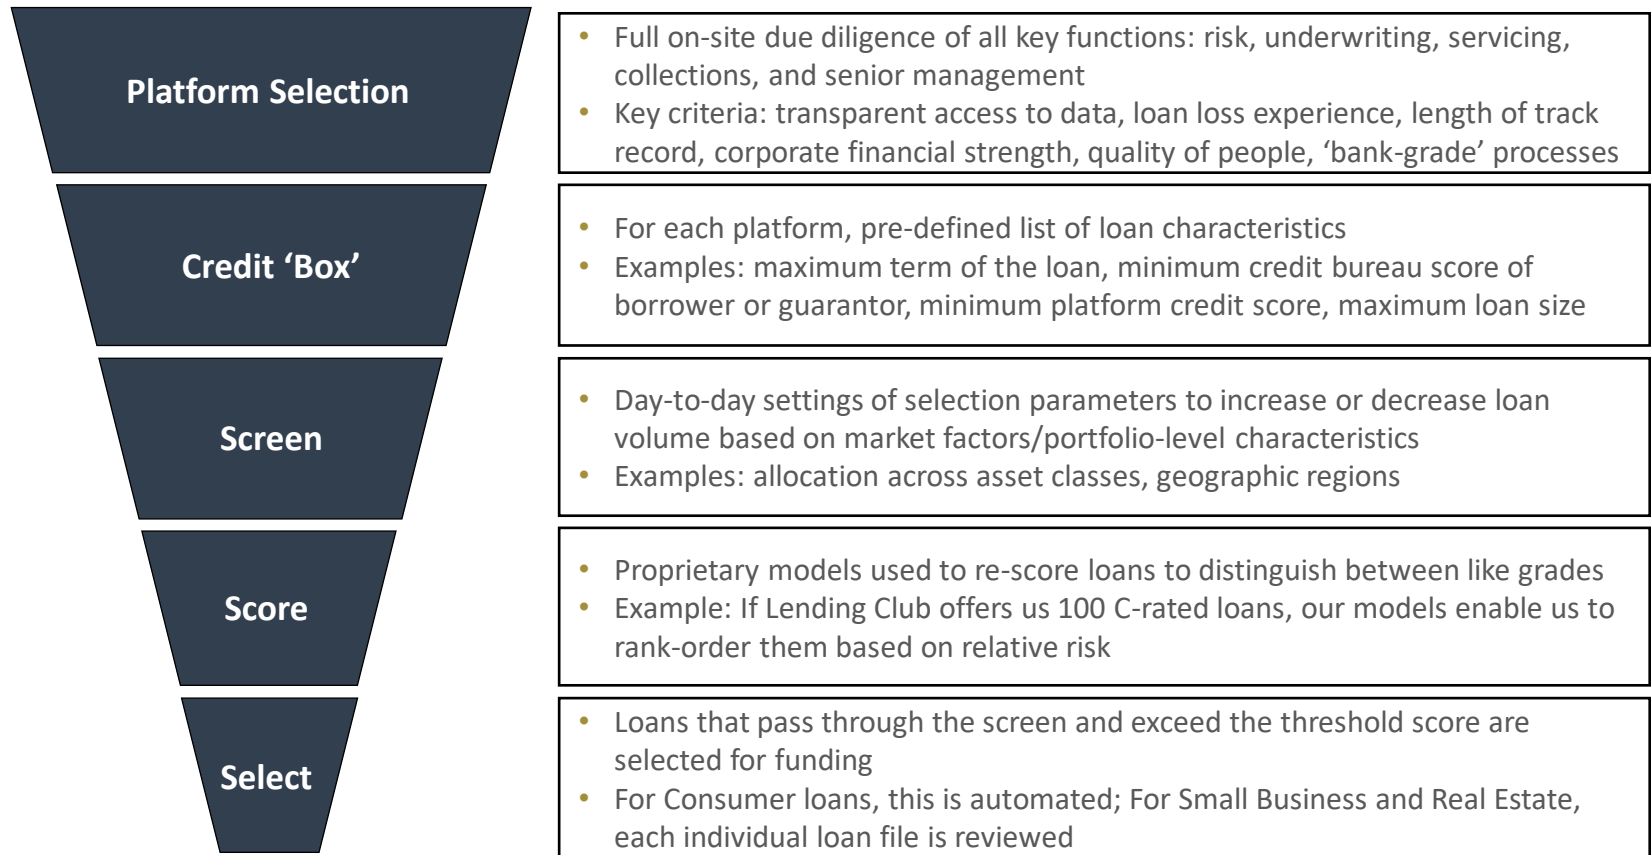 Platform Selection
• Full on-site due diligence of all key functions: risk, underwriting, servicing,
collections, and senior management
• Key criteria: transparent access to data, loan loss experience, length of track
record, corporate financial strength, quality of people, ‘bank-grade’ processes
Credit ‘Box’
• For each platform, pre-defined list of loan characteristics
• Examples: maximum term of the loan, minimum credit bureau score of
borrower or guarantor, minimum platform credit score, maximum loan size
Screen
• Day-to-day settings of selection parameters to increase or decrease loan
volume based on market factors/portfolio-level characteristics
• Examples: allocation across asset classes, geographic regions
Score
• Proprietary models used to re-score loans to distinguish between like grades
• Example: If Lending Club offers us 100 C-rated loans, our models enable us to
rank-order them based on relative risk
Select
• Loans that pass through the screen and exceed the threshold score are
selected for funding
• For Consumer loans, this is automated; For Small Business and Real Estate,
each individual loan file is reviewed